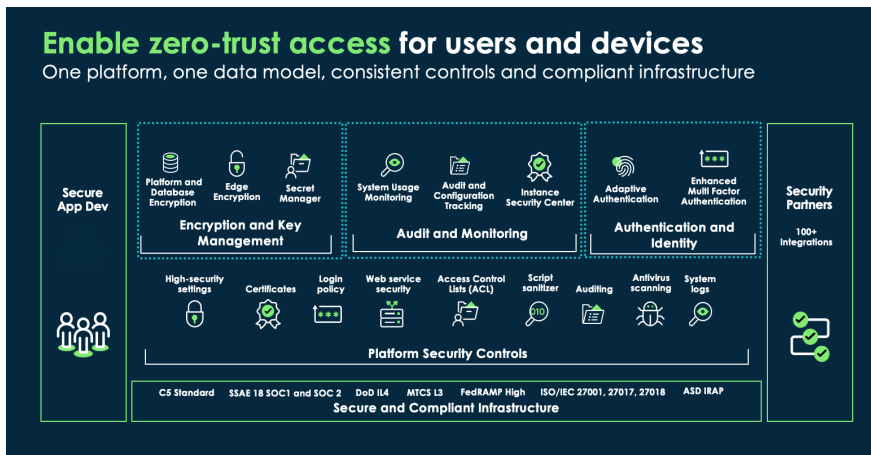 Enable zero-trust access for users and devices
One platform, one data model, consistent controls and compliant infrastructure
Secure
App Dev
Platform and
Database
Encryption
Edge
Encryption
Secret
Manager
Encryption and Key
Management
System Usage
Monitoring
Audit and
Configuration
Tracking
Instance
Security Center
Audit and Monitoring
Adaptive
Authentication
Enhanced
Multi Factor
Authentication
Authentication and
Identity
Security
Partners
100+
Integrations
High-security
settings
Certificates
Login
policy
***
Web service
security
Access Control
Lists (ACL)
Script
sanitizer
010
Auditing
Antivirus
scanning
System
logs
Platform Security Controls
C5 Standard
SSAE 18 SOC1 and SOC 2
DoD IL4
MTCS L3
FedRAMP High
ISO/IEC 27001, 27017, 27018
ASD IRAP
Secure and Compliant Infrastructure